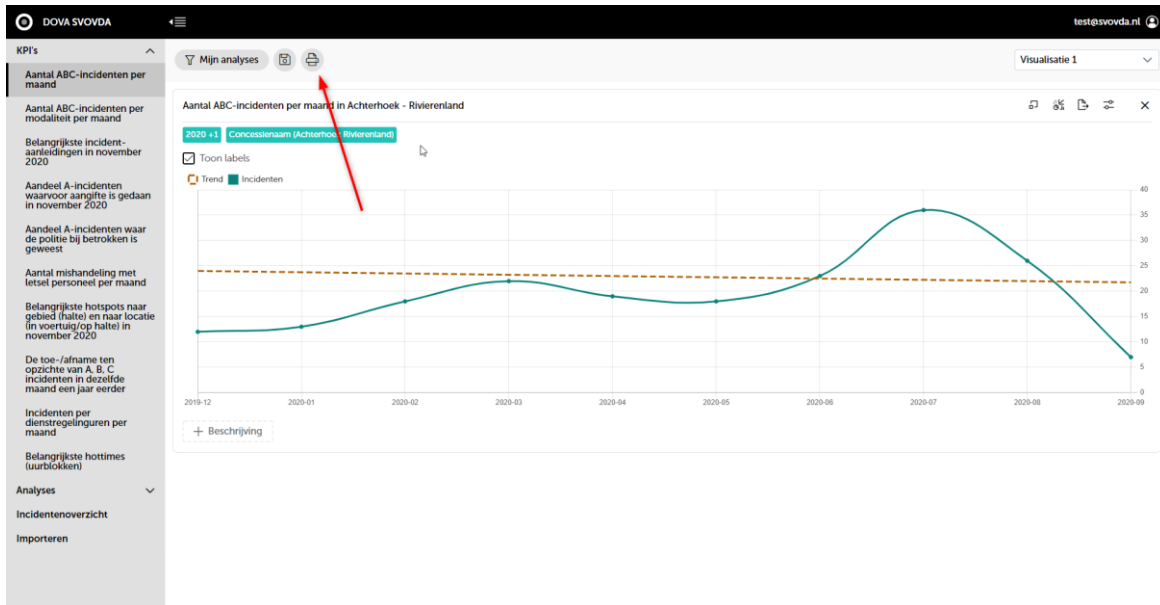 DOVA SVOVDA
test@svovda.nl
KPI's
Aantal ABC-incidenten per
maand
Aantal ABC-incidenten per
modaliteit per maand
Belangrijkste incident-
aanleidingen in november
2020
Aandeel A-incidenten
waarvoor aangifte is gedaan
in november 2020
Aandeel A-incidenten waar
de politie bij betrokken is
geweest
Aantal mishandeling met
letsel personeel per maand
Belangrijkste hotspots naar
gebied (halte) en naar locatie
(in voertuig/op halte) in
november 2020
De toe-/afname ten
opzichte van A, B, C
incidenten in dezelfde
maand een jaar eerder
Incidenten per
dienstregelinguren per
maand
Belangrijkste hottimes
(uurblokken)
Analyses
Incidentenoverzicht
Importeren
Mijn analyses
Visualisatie 1
Aantal ABC-incidenten per maand in Achterhoek - Rivierenland
2020 +1 Concessienaam (Achterhoek - Rivierenland)
Toon labels
Trend Incidenten
40
35
30
25
20
15
10
5
0
2019-12 2020-01 2020-02 2020-03 2020-04 2020-05 2020-06 2020-07 2020-08 2020-09
+ Beschrijving